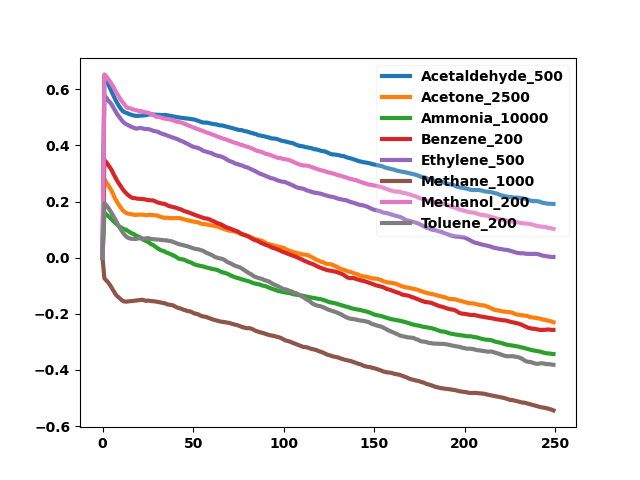 0.6
0.4
0.2
0.0
−0.2
−0.4
−0.6
0 50 100 150 200 250
Acetaldehyde_500
Acetone_2500
Ammonia_10000
Benzene_200
Ethylene_500
Methane_1000
Methanol_200
Toluene_200